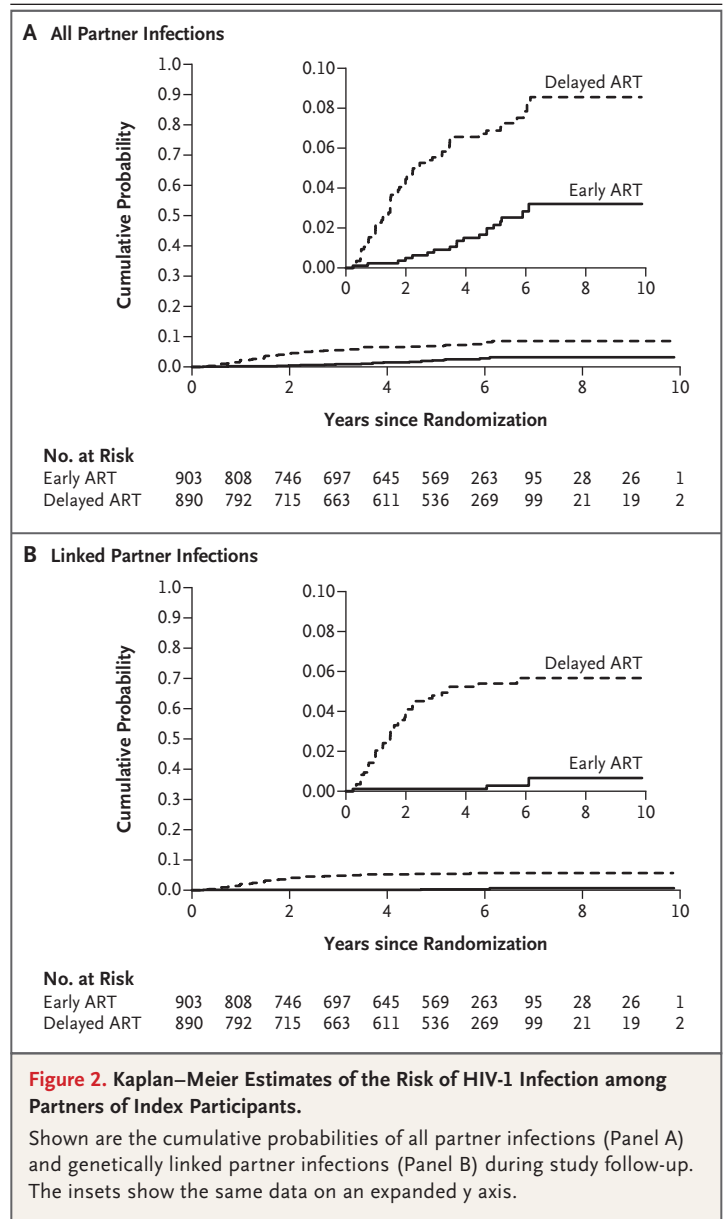 A All Partner Infections
Cumulative Probability
1.0
0.9
0.8
0.7
0.6
0.5
0.4
0.3
0.2
0.1
0.0
0 2 4 6 8 10
0.10
0.08
0.06
0.04
0.02
0.00
0 2 4 6 8 10
Delayed ART
Early ART
Years since Randomization
No. at Risk
Early ART 903 808 746 697 645 569 263 95 28 26 1
Delayed ART 890 792 715 663 611 536 269 99 21 19 2
B Linked Partner Infections
Cumulative Probability
1.0
0.9
0.8
0.7
0.6
0.5
0.4
0.3
0.2
0.1
0.0
0 2 4 6 8 10
0.10
0.08
0.06
0.04
0.02
0.00
0 2 4 6 8 10
Delayed ART
Early ART
Years since Randomization
No. at Risk
Early ART 903 808 746 697 645 569 263 95 28 26 1
Delayed ART 890 792 715 663 611 536 269 99 21 19 2
Figure 2. Kaplan–Meier Estimates of the Risk of HIV-1 Infection among
Partners of Index Participants.
Shown are the cumulative probabilities of all partner infections (Panel A)
and genetically linked partner infections (Panel B) during study follow-up.
The insets show the same data on an expanded y axis.